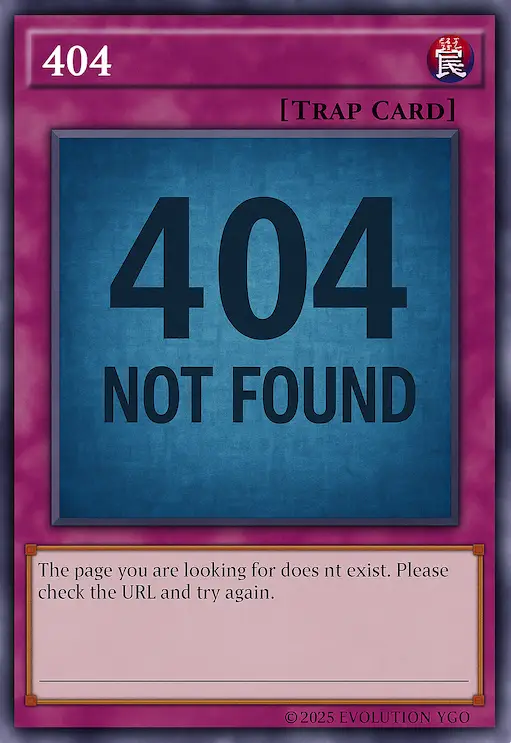 404
罠
[TRAP CARD]
404
NOT FOUND
The page you are looking for does nt exist. Please
check the URL and try again.
©2025 EVOLUTION YGO